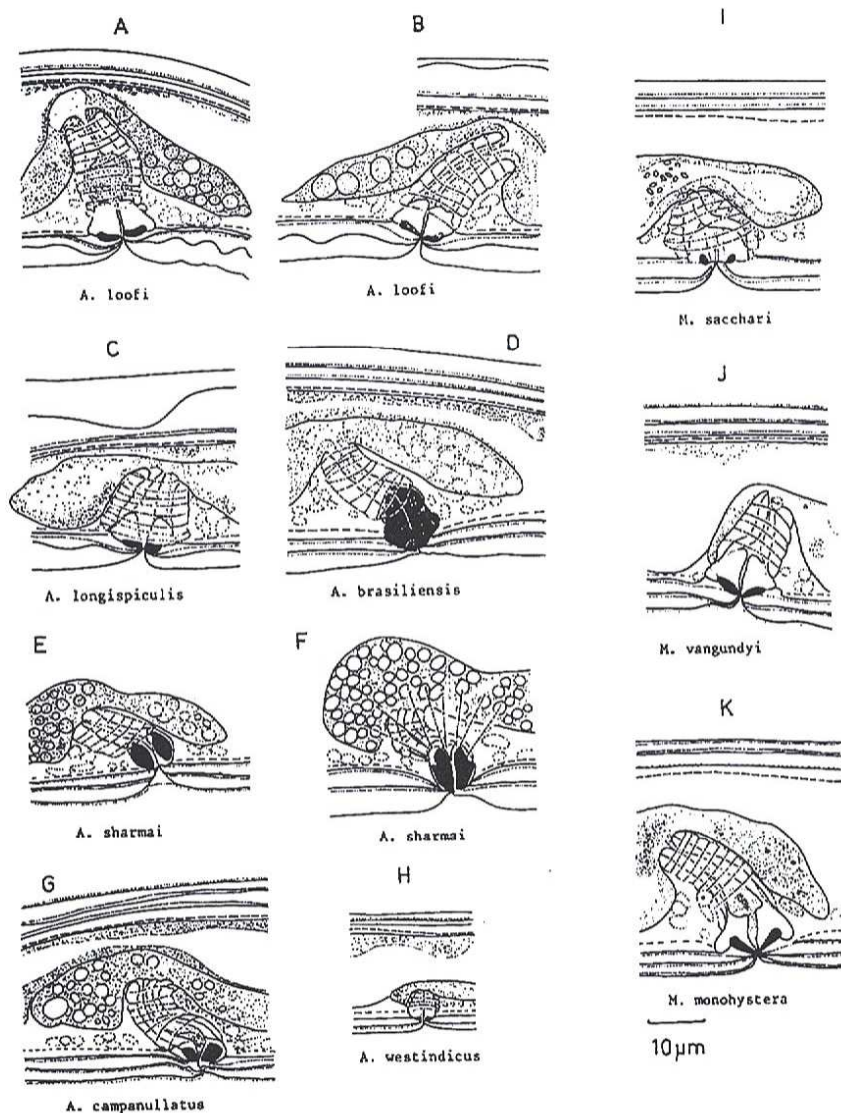 A
B
I
A. loofi
A. loofi
M. sacchari
C
D
J
A. longispiculis
A. brasiliensis
M. vangundyi
E
F
K
A. sharmai
A. sharmai
G
H
M. monohystera
A. westindicus
10µm
A. campanullatus